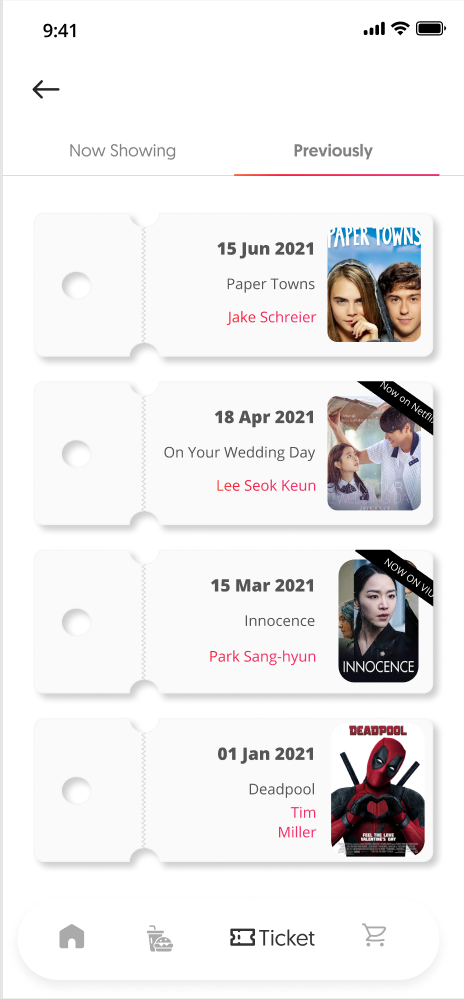 9:41
Now Showing
Previously
15 Jun 2021
Paper Towns
Jake Schreier
PAPER TOWNS
18 Apr 2021
On Your Wedding Day
Lee Seok Keun
Now on Netflix
15 Mar 2021
Innocence
Park Sang-hyun
NOW ON VIU
INNOCENCE
01 Jan 2021
Deadpool
Tim
Miller
DEADPOOL
FEEL THE LOVE
VALENTINE'S DAY
Ticket